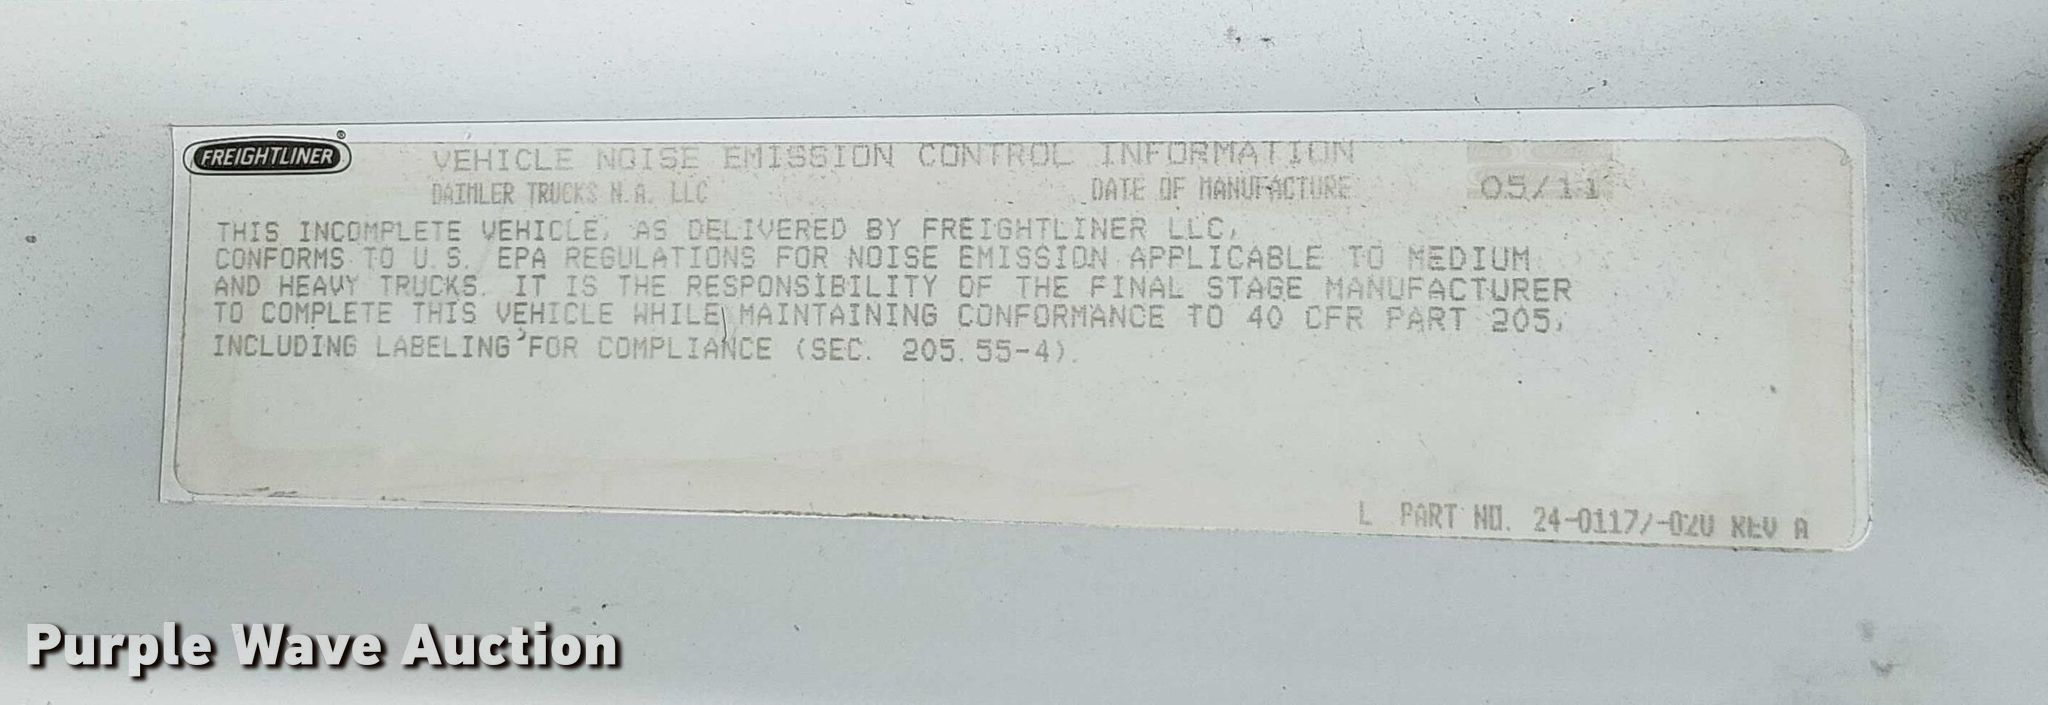 FREIGHTLINER®
VEHICLE NOISE EMISSION CONTROL INFORMATION
DAIMLER TRUCKS N.A. LLC DATE OF MANUFACTURE 05/11
THIS INCOMPLETE VEHICLE, AS DELIVERED BY FREIGHTLINER LLC,
CONFORMS TO U.S. EPA REGULATIONS FOR NOISE EMISSION APPLICABLE TO MEDIUM
AND HEAVY TRUCKS. IT IS THE RESPONSIBILITY OF THE FINAL STAGE MANUFACTURER
TO COMPLETE THIS VEHICLE WHILE MAINTAINING CONFORMANCE TO 40 CFR PART 205,
INCLUDING LABELING FOR COMPLIANCE (SEC. 205.55-4).
L PART NO. 24-01177-020 REV A
Purple Wave Auction